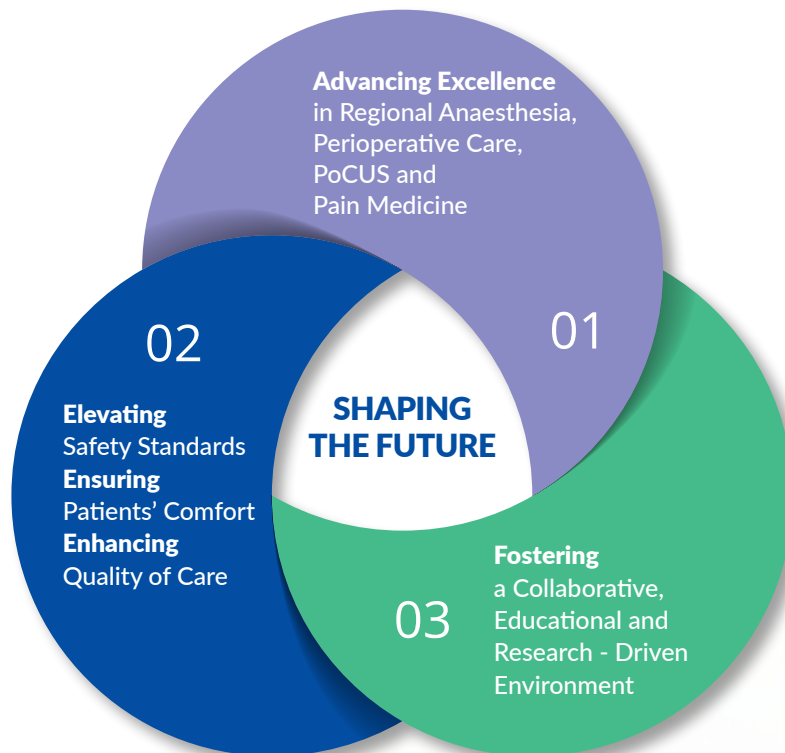 Advancing Excellence
in Regional Anaesthesia,
Perioperative Care,
PoCUS and
Pain Medicine
01
02
Elevating
Safety Standards
Ensuring
Patients’ Comfort
Enhancing
Quality of Care
SHAPING
THE FUTURE
03
Fostering
a Collaborative,
Educational and
Research - Driven
Environment